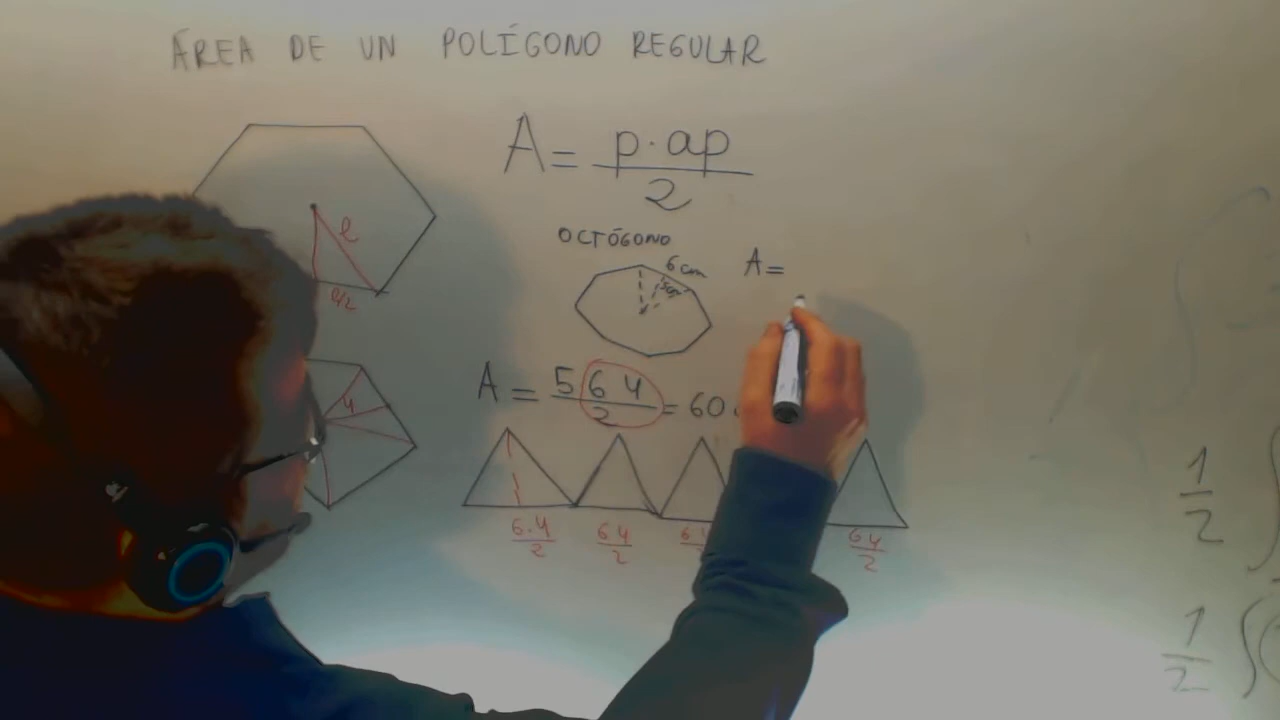 ÁREA DE UN POLÍGONO REGULAR
A = p·ap / 2
l
l/2
OCTÓGONO
6 cm
5cm
A =
4
A = 5 6 4 / 2 = 60
6·4 / 2
6 4 / 2
6 4 / 2
1 / 2 ∫
1 / 2 ∫